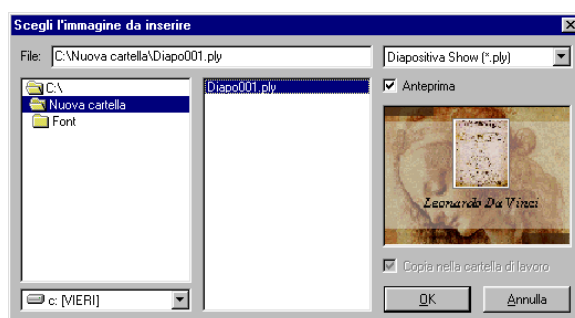 Scegli l'immagine da inserire
File: C:\Nuova cartella\Diapo001.ply
Diapositiva Show (*.ply)
C:\
Nuova cartella
Font
Diapo001.ply
Anteprima
Leonardo Da Vinci
Copia nella cartella di lavoro
c: [VIERI]
OK
Annulla